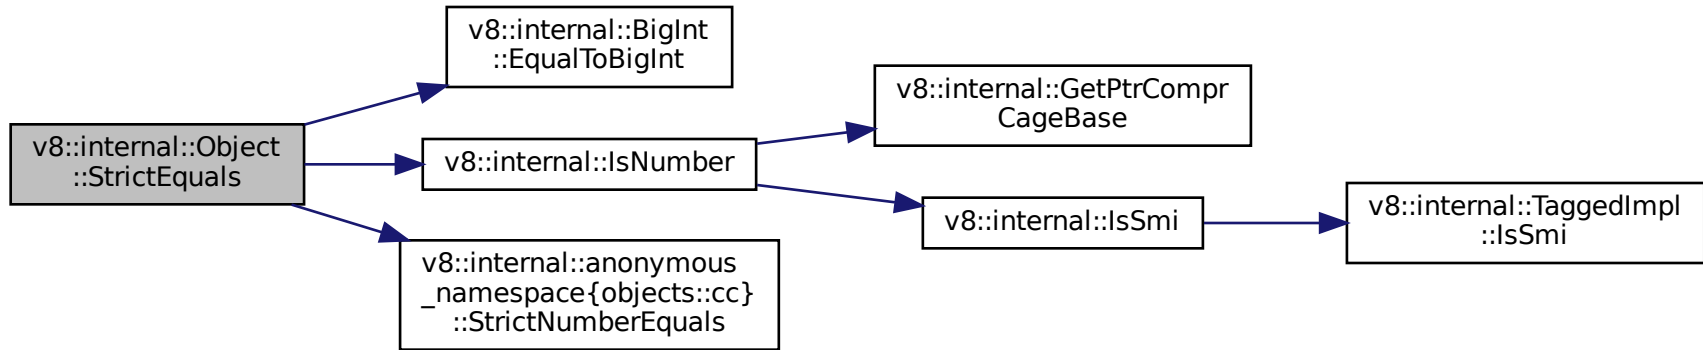 v8::internal::Object
::StrictEquals
v8::internal::BigInt
::EqualToBigInt
v8::internal::IsNumber
v8::internal::anonymous
_namespace{objects::cc}
::StrictNumberEquals
v8::internal::GetPtrCompr
CageBase
v8::internal::IsSmi
v8::internal::TaggedImpl
::IsSmi